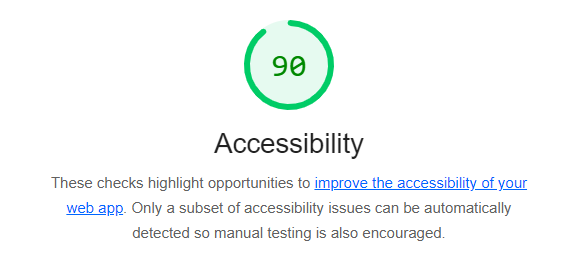 90
Accessibility
These checks highlight opportunities to improve the accessibility of your
web app. Only a subset of accessibility issues can be automatically
detected so manual testing is also encouraged.